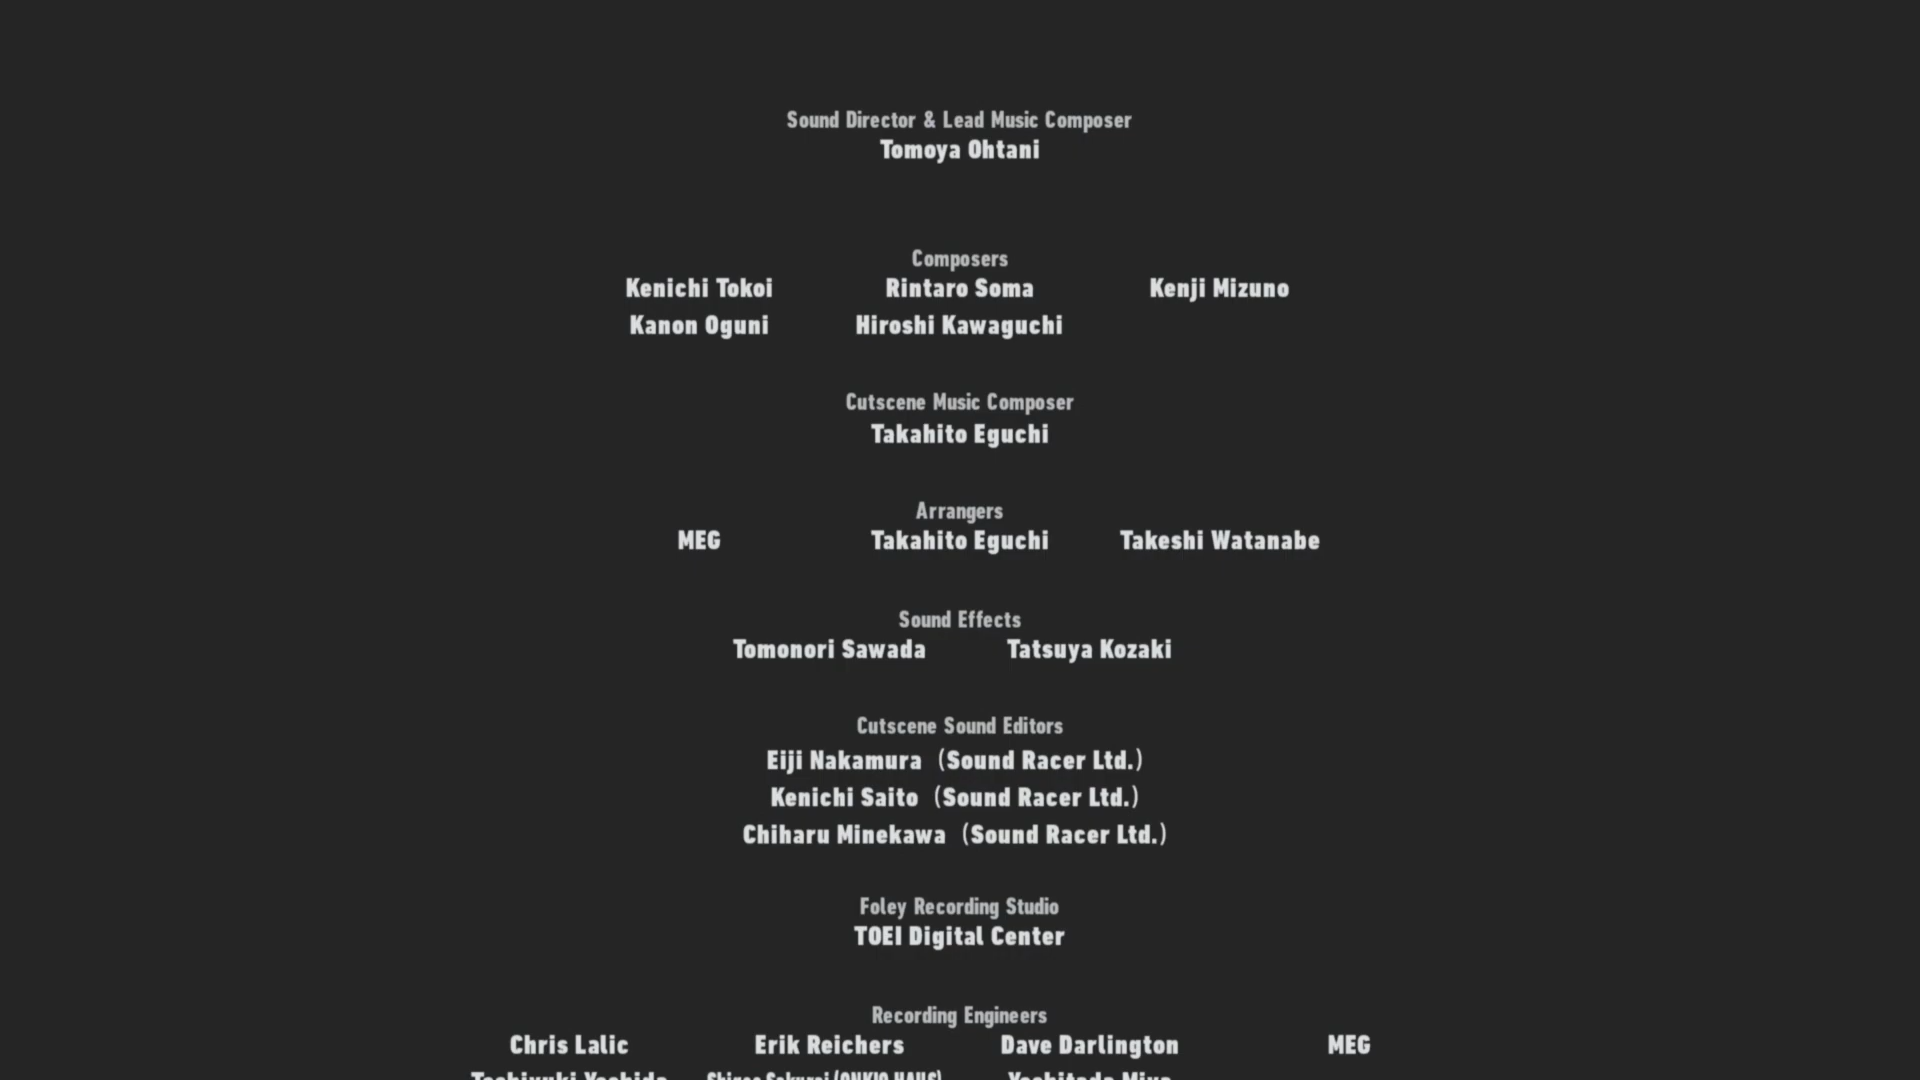 Sound Director & Lead Music Composer
Tomoya Ohtani
Composers
Kenichi Tokoi Rintaro Soma Kenji Mizuno
Kanon Oguni Hiroshi Kawaguchi
Cutscene Music Composer
Takahito Eguchi
Arrangers
MEG Takahito Eguchi Takeshi Watanabe
Sound Effects
Tomonori Sawada Tatsuya Kozaki
Cutscene Sound Editors
Eiji Nakamura (Sound Racer Ltd.)
Kenichi Saito (Sound Racer Ltd.)
Chiharu Minekawa (Sound Racer Ltd.)
Foley Recording Studio
TOEI Digital Center
Recording Engineers
Chris Lalic Erik Reichers Dave Darlington MEG